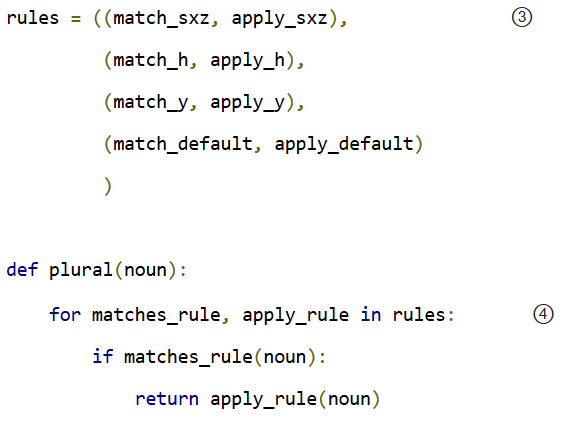 rules = ((match_sxz, apply_sxz), ③
         (match_h, apply_h),
         (match_y, apply_y),
         (match_default, apply_default)
         )
def plural(noun):
    for matches_rule, apply_rule in rules: ④
        if matches_rule(noun):
            return apply_rule(noun)